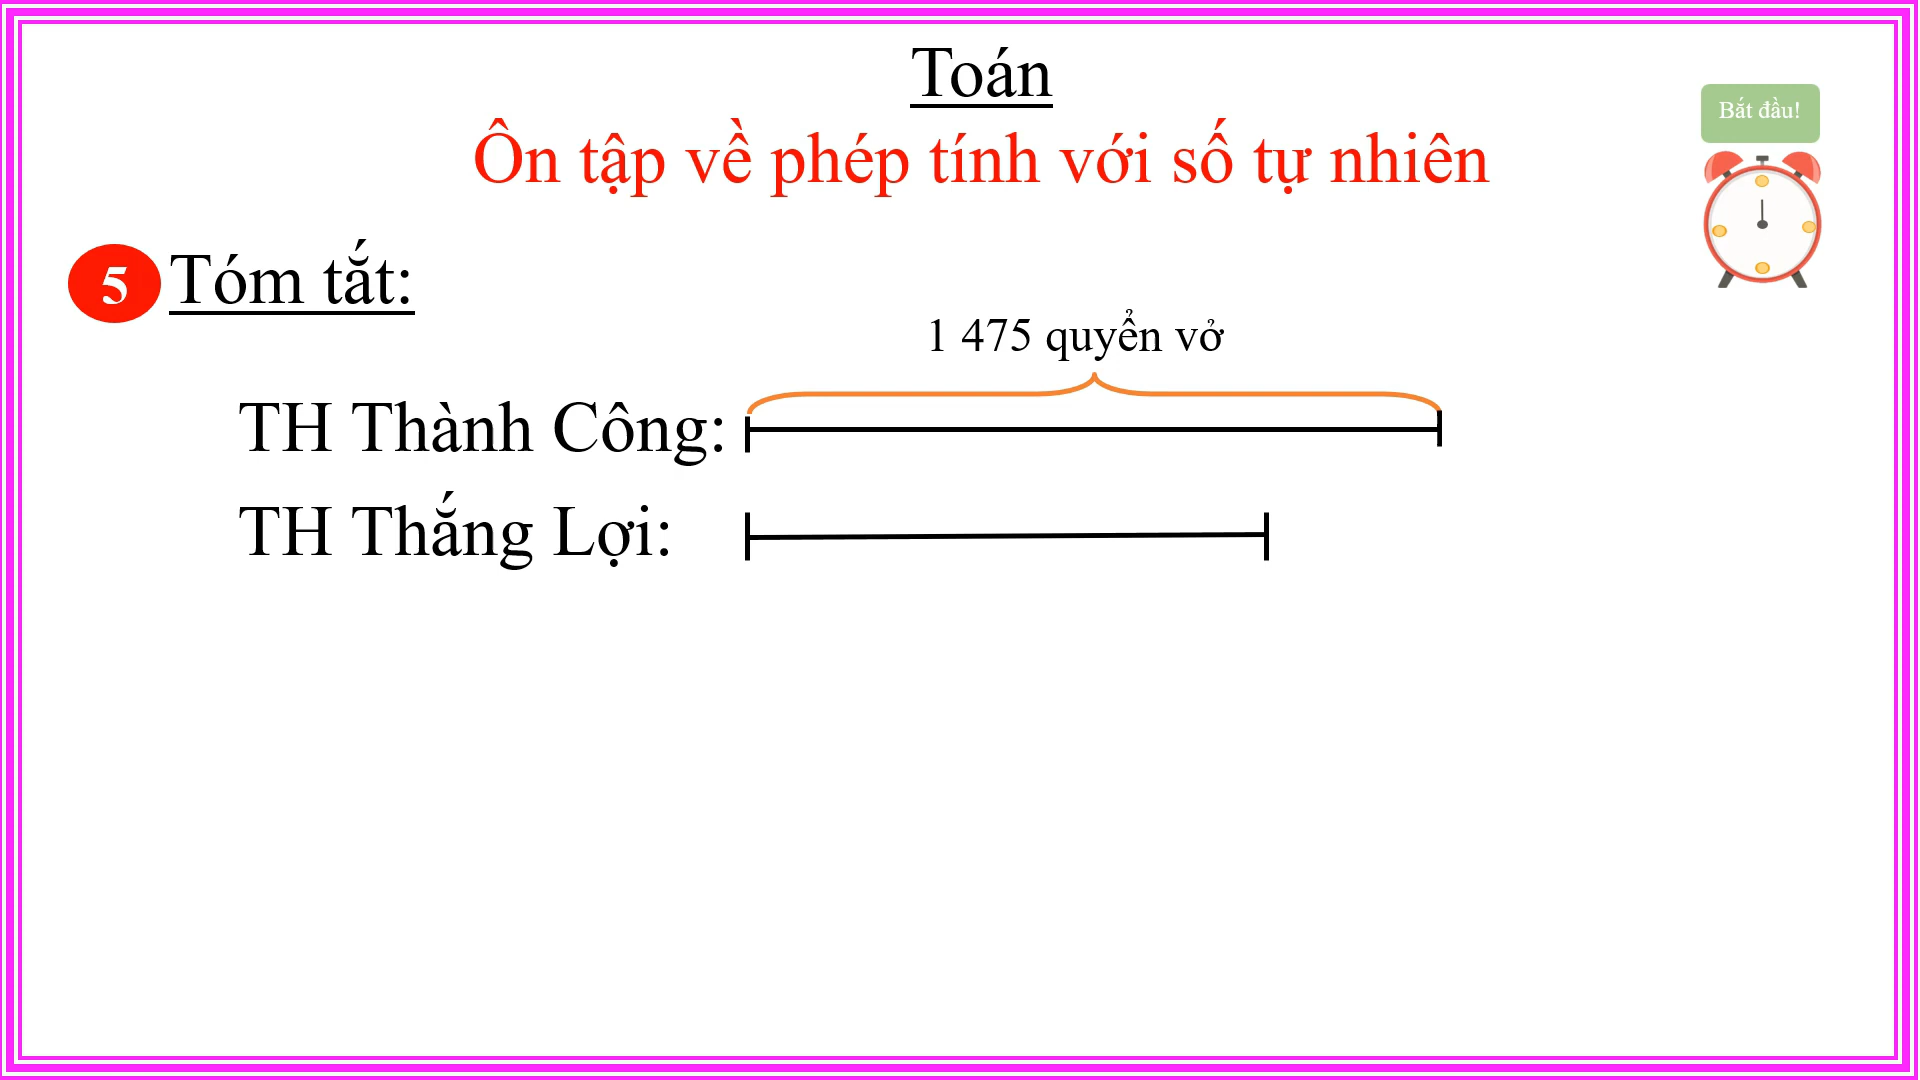 Toán
Ôn tập về phép tính với số tự nhiên
Bắt đầu!
5 Tóm tắt:
1 475 quyển vở
TH Thành Công:
TH Thắng Lợi: